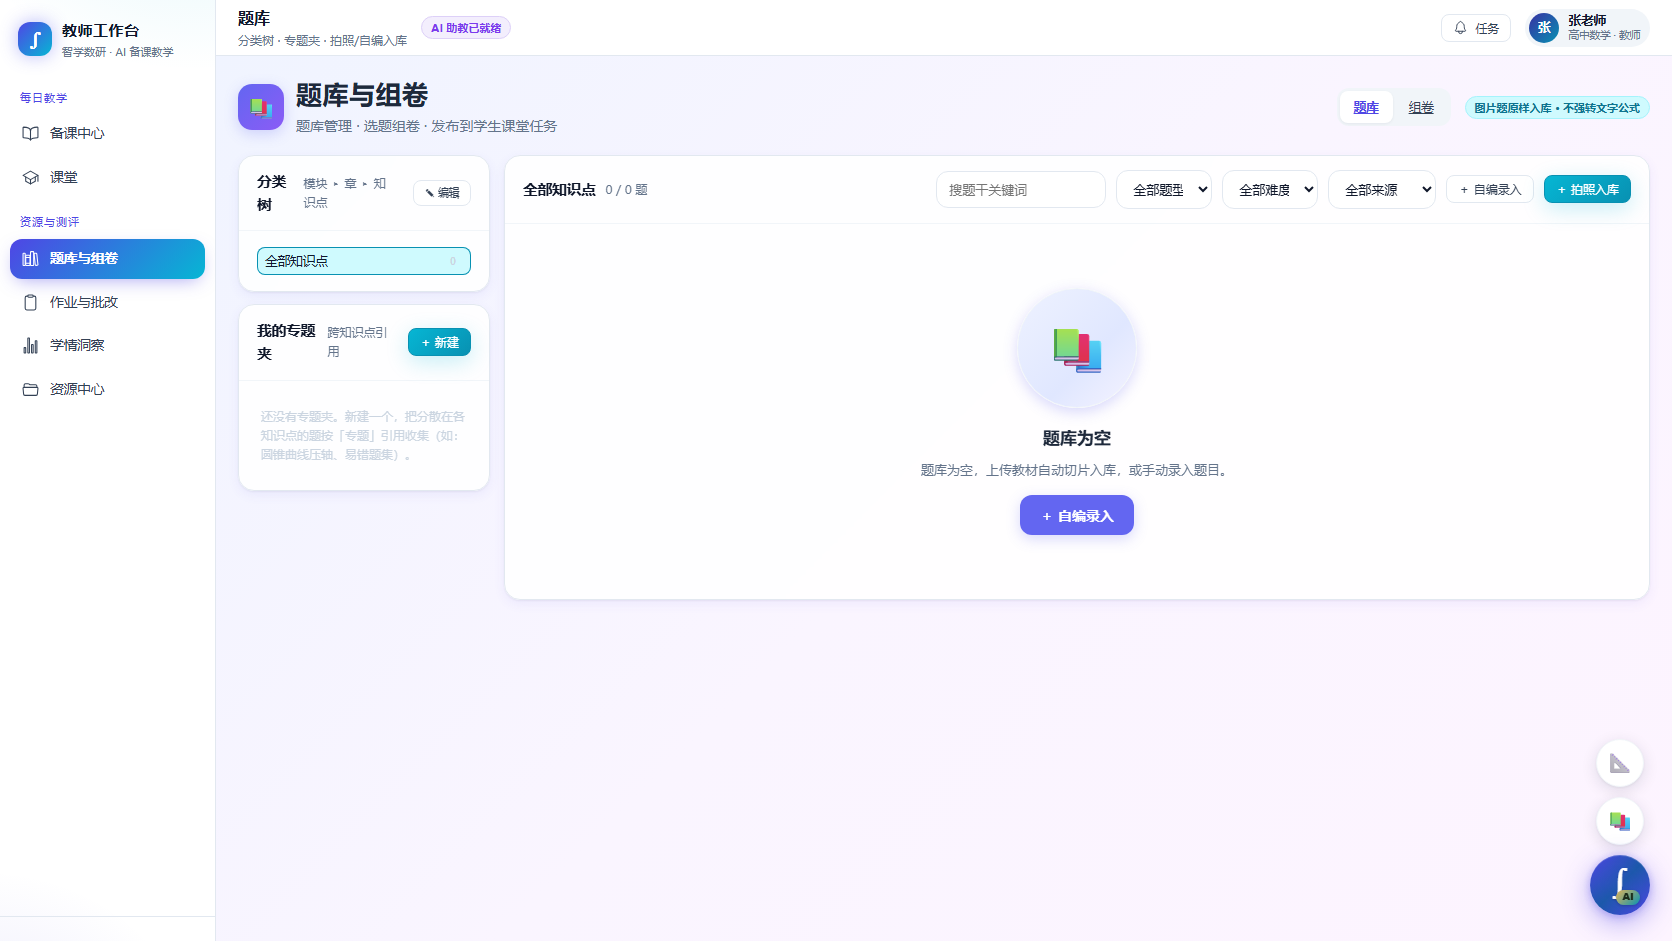 教师工作台
智学数研 · AI 备课教学
每日教学
备课中心
课堂
资源与测评
题库与组卷
作业与批改
学情洞察
资源中心
题库
分类树 · 专题夹 · 拍照/自编入库
AI 助教已就绪
任务
张
张老师
高中数学 · 教师
题库与组卷
题库管理 · 选题组卷 · 发布到学生课堂任务
题库
组卷
图片题原样入库 • 不强转文字公式
分类
树
模块 ▸ 章 ▸ 知
识点
编辑
全部知识点 0
我的专题
夹
跨知识点引
用
+ 新建
还没有专题夹。新建一个，把分散在各
知识点的题按「专题」引用收集（如：
圆锥曲线压轴、易错题集）。
全部知识点 0 / 0 题
搜题干关键词
全部题型
全部难度
全部来源
+ 自编录入
+ 拍照入库
题库为空
题库为空，上传教材自动切片入库，或手动录入题目。
+ 自编录入
∫
AI